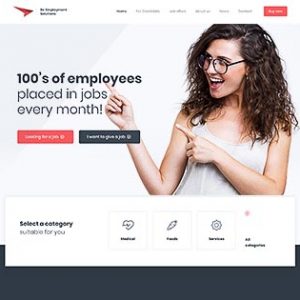 Be Employment
Solutions
Home
For Candidates
Job offers
About us
News
Contact
Buy now
100's of employees
placed in jobs
every month!
Looking for a job
I want to give a job
Select a category
suitable for you
Medical
Foods
Services
All
categories